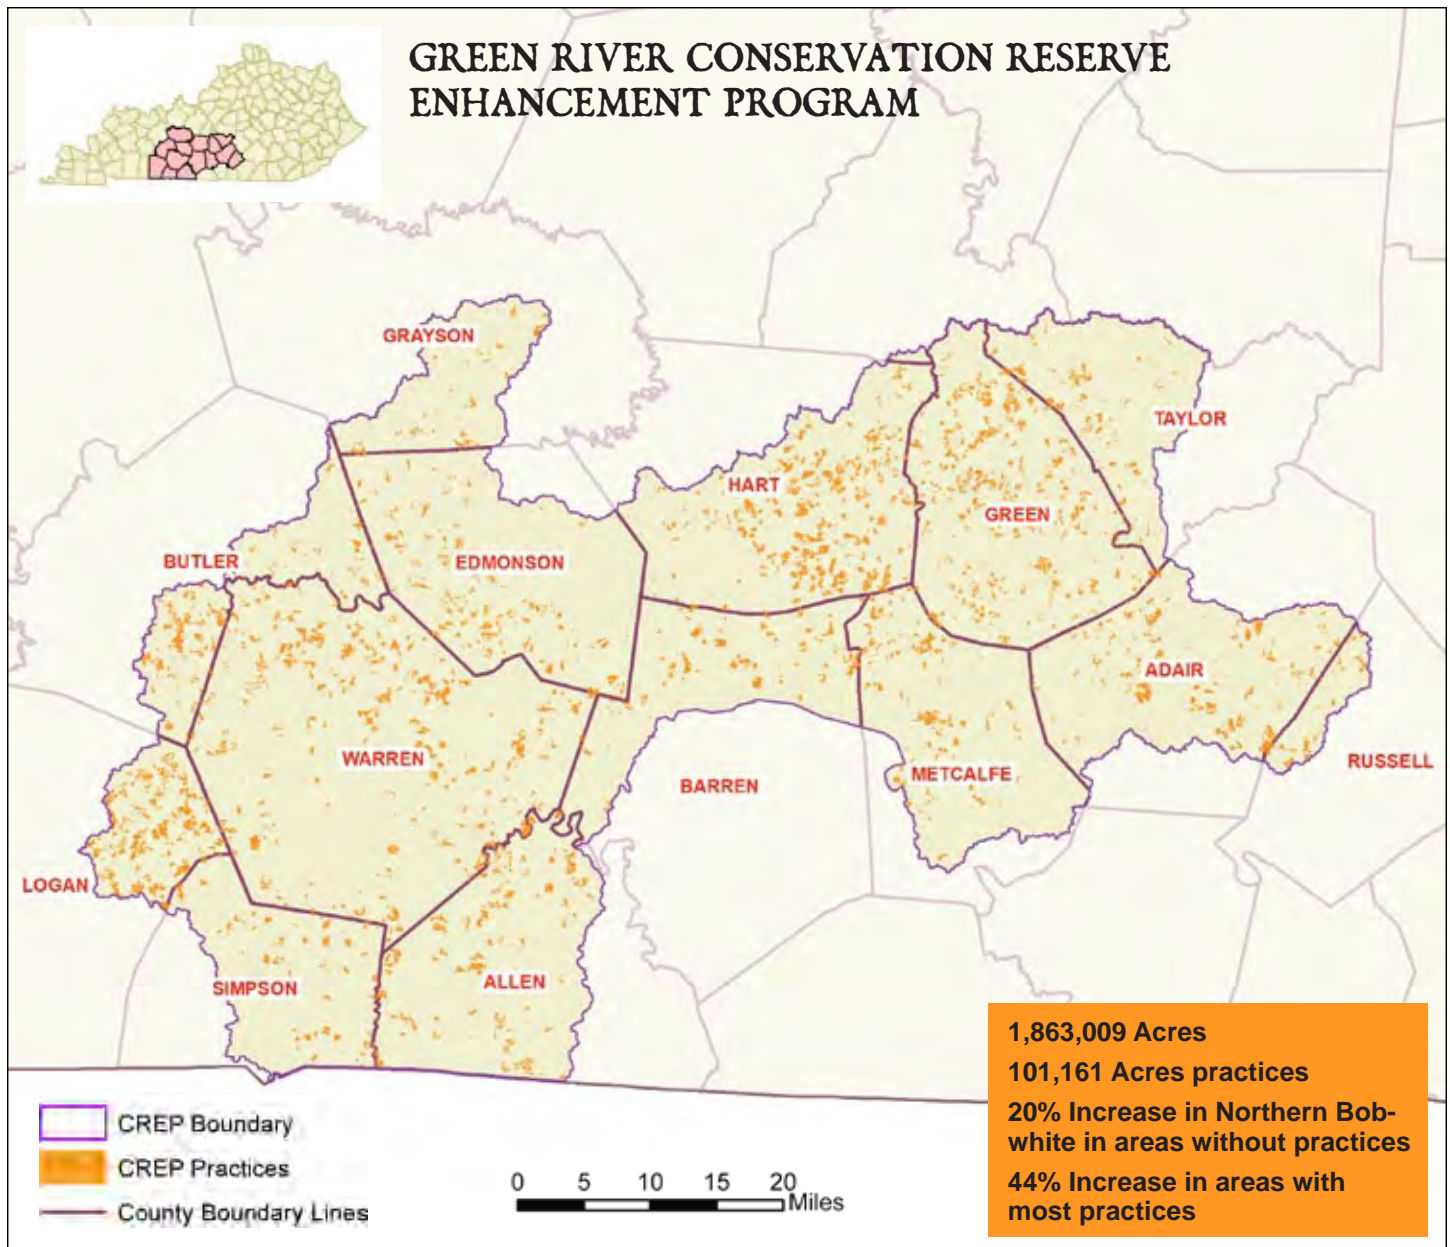 GREEN RIVER CONSERVATION RESERVE
ENHANCEMENT PROGRAM
GRAYSON
TAYLOR
HART
GREEN
BUTLER
EDMONSON
ADAIR
WARREN
RUSSELL
METCALFE
BARREN
LOGAN
ALLEN
SIMPSON
1,863,009 Acres
101,161 Acres practices
20% Increase in Northern Bob-
white in areas without practices
44% Increase in areas with
most practices
CREP Boundary
CREP Practices
County Boundary Lines
0 5 10 15 20
Miles